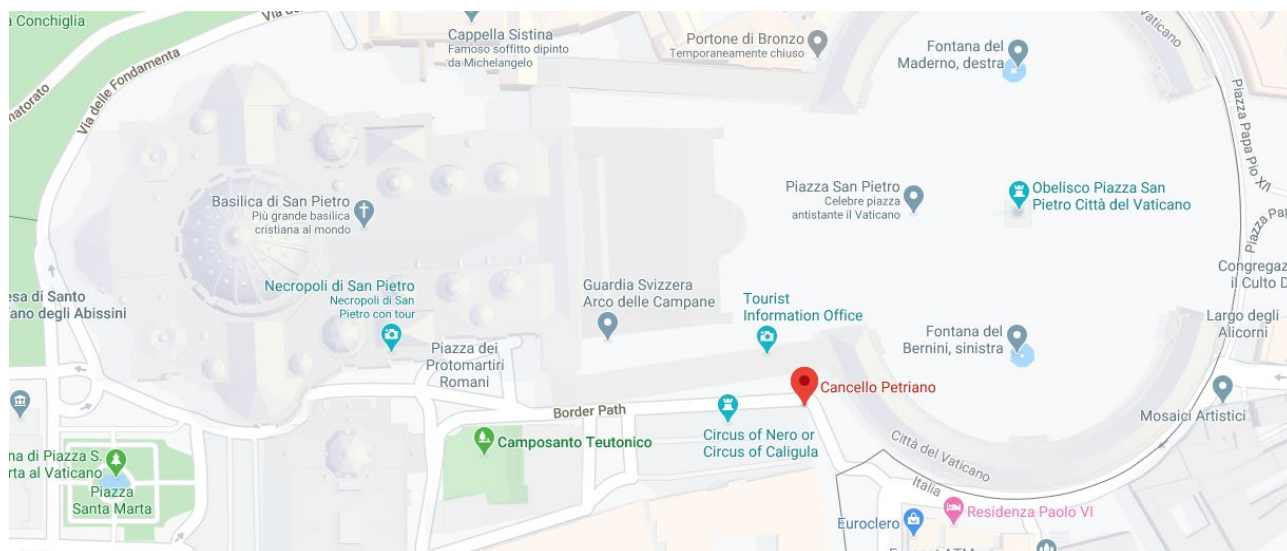 a Conchiglia
Via de
Via delle Fondamenta
natorato
Cappella Sistina
Famoso soffitto dipinto
da Michelangelo
Portone di Bronzo
Temporaneamente chiuso
Fontana del
Maderno, destra
Vaticano
Piazza Papa Pio XI
Basilica di San Pietro
Più grande basilica
cristiana al mondo
Piazza San Pietro
Celebre piazza
antistante il Vaticano
Obelisco Piazza San
Pietro Città del Vaticano
Piazza Pa
esa di Santo
fano degli Abissini
Necropoli di San Pietro
Necropoli di San
Pietro con tour
Guardia Svizzera
Arco delle Campane
Tourist
Information Office
Congregaz
il Culto D
Largo degli
Alicorni
Fontana del
Bernini, sinistra
Piazza dei
Protomartiri
Romani
Cancello Petriano
Border Path
Mosaici Artistici
Camposanto Teutonico
Circus of Nero or
Circus of Caligula
Città del Vaticano
Italia
na di Piazza S.
rta al Vaticano
Piazza
Santa Marta
Residenza Paolo VI
Euroclero